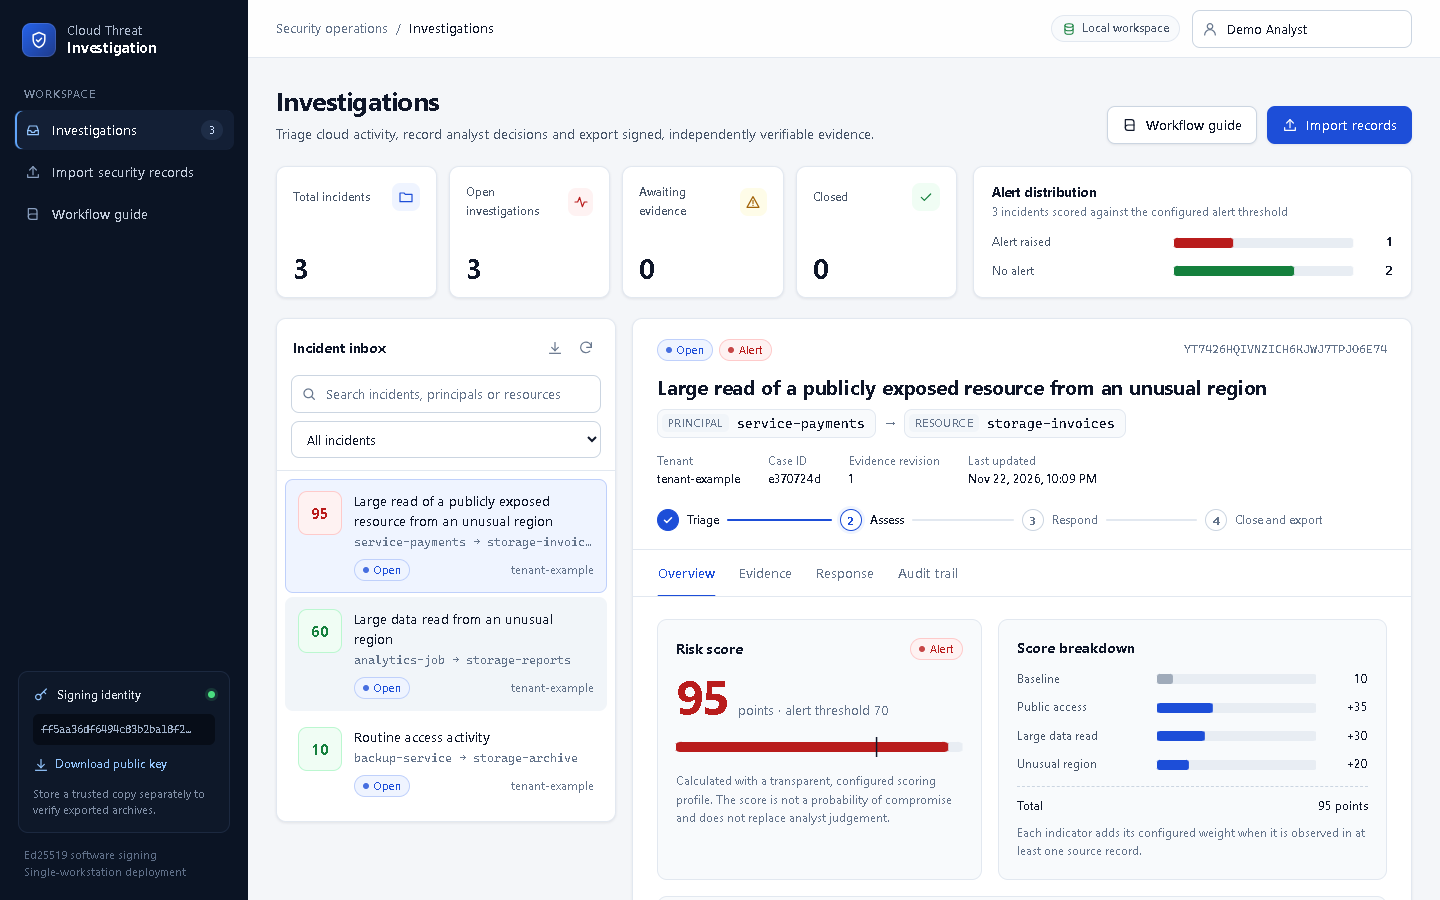 Cloud Threat
Investigation
WORKSPACE
Investigations 3
Import security records
Workflow guide
Signing identity
ff5aa36df6494c83b2ba18f2…
Download public key
Store a trusted copy separately to
verify exported archives.
Ed25519 software signing
Single-workstation deployment
Security operations / Investigations
Local workspace
Demo Analyst
Investigations
Triage cloud activity, record analyst decisions and export signed, independently verifiable evidence.
Workflow guide
Import records
Total incidents
3
Open
investigations
3
Awaiting
evidence
0
Closed
0
Alert distribution
3 incidents scored against the configured alert threshold
Alert raised 1
No alert 2
Incident inbox
Search incidents, principals or resources
All incidents
95
Large read of a publicly exposed
resource from an unusual region
service-payments → storage-invoic…
Open tenant-example
60
Large data read from an unusual
region
analytics-job → storage-reports
Open tenant-example
10
Routine access activity
backup-service → storage-archive
Open tenant-example
Open Alert
YT7426HQIVNZICH6KJWJ7TPJO6E74
Large read of a publicly exposed resource from an unusual region
PRINCIPAL service-payments → RESOURCE storage-invoices
Tenant Case ID Evidence revision Last updated
tenant-example e370724d 1 Nov 22, 2026, 10:09 PM
Triage 2 Assess 3 Respond 4 Close and export
Overview Evidence Response Audit trail
Risk score Alert
95 points · alert threshold 70
Calculated with a transparent, configured scoring
profile. The score is not a probability of compromise
and does not replace analyst judgement.
Score breakdown
Baseline 10
Public access +35
Large data read +30
Unusual region +20
Total 95 points
Each indicator adds its configured weight when it is observed in at
least one source record.